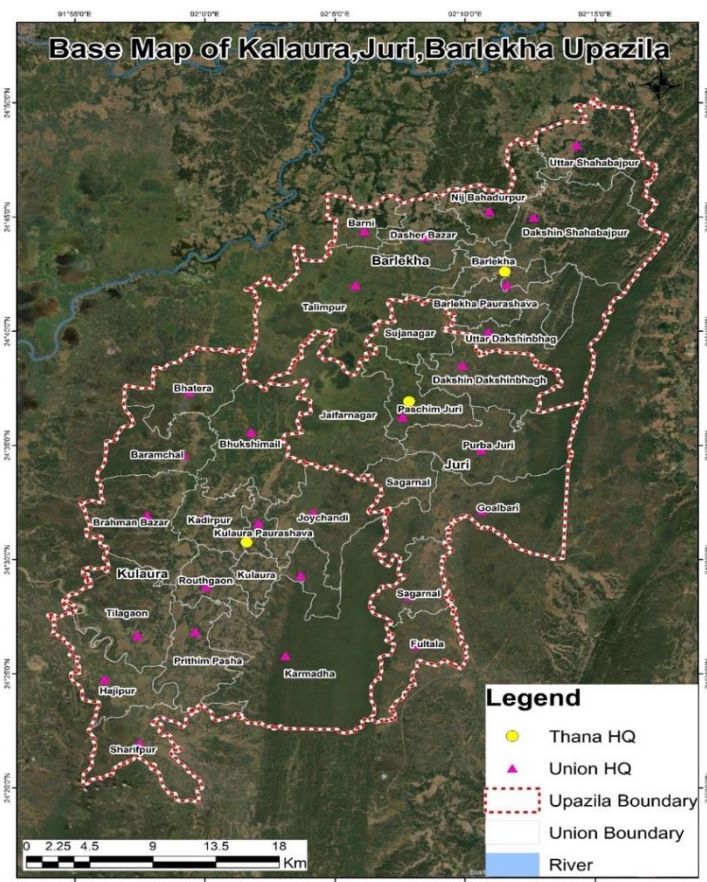 91°55'0"E 92°0'0"E 92°5'0"E 92°10'0"E 92°15'0"E
Base Map of Kalaura,Juri,Barlekha Upazila
Uttar Shahabajpur
Nij Bahadurpur
Barni
Dakshin Shahabajpur
Dasher Bazar
Barlekha
Barlekha
Talimpur
Barlekha Paurashava
Sujanagar
Uttar Dakshinbhag
Dakshin Dakshinbhagh
Bhatera
Jaifarnagar
Paschim Juri
Bhukshimail
Purba Juri
Baramchal
Juri
Sagarnal
Goalbari
Brahman Bazar
Kadirpur
Joychandi
Kulaura Paurashava
Kulaura
Routhgaon
Kulaura
Sagarnal
Tilagaon
Fultala
Prithim Pasha
Karmadha
Hajipur
Sharifpur
Legend
Thana HQ
Union HQ
Upazila Boundary
Union Boundary
River
0 2.25 4.5 9 13.5 18
Km